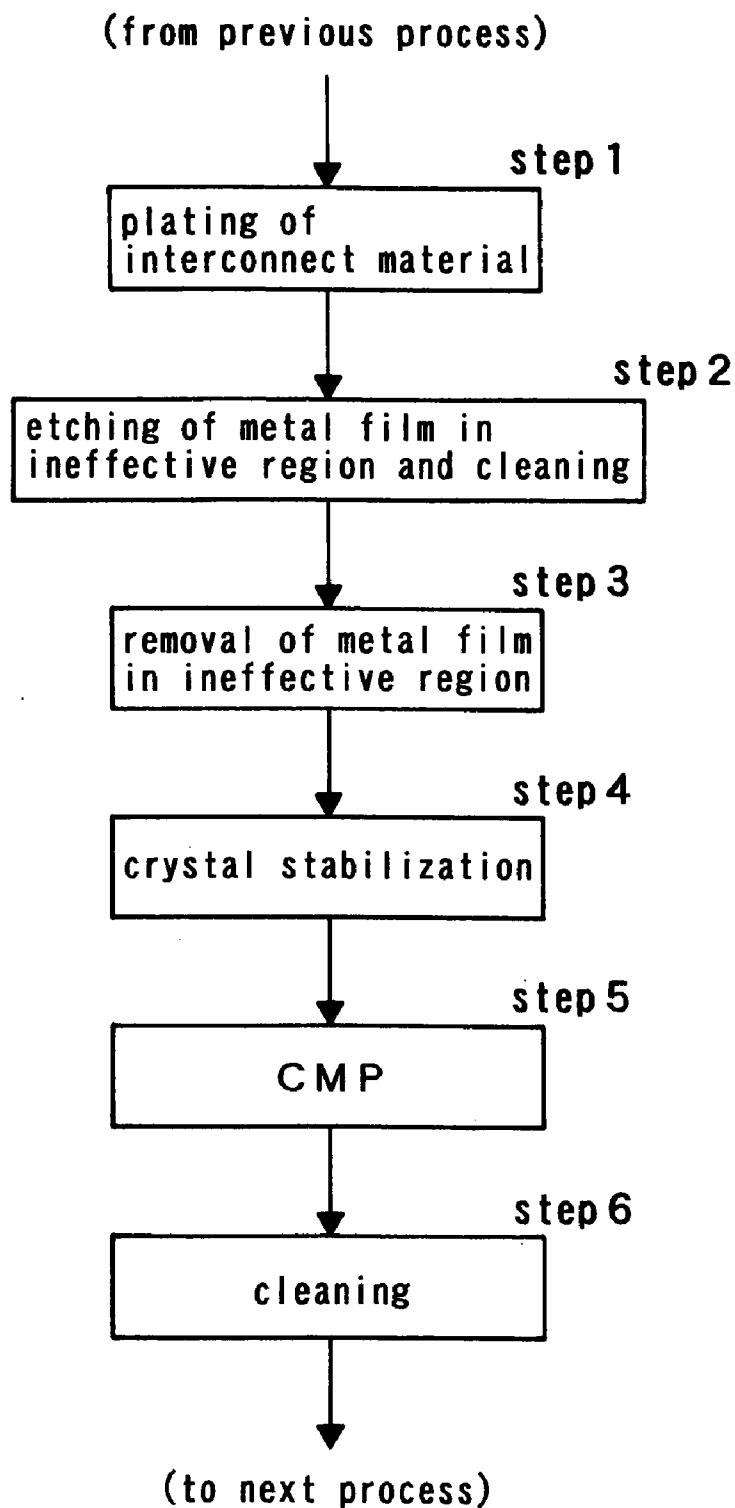 (from previous process)
step 1
plating of
interconnect material
step 2
etching of metal film in
ineffective region and cleaning
step 3
removal of metal film
in ineffective region
step 4
crystal stabilization
step 5
CMP
step 6
cleaning
(to next process)